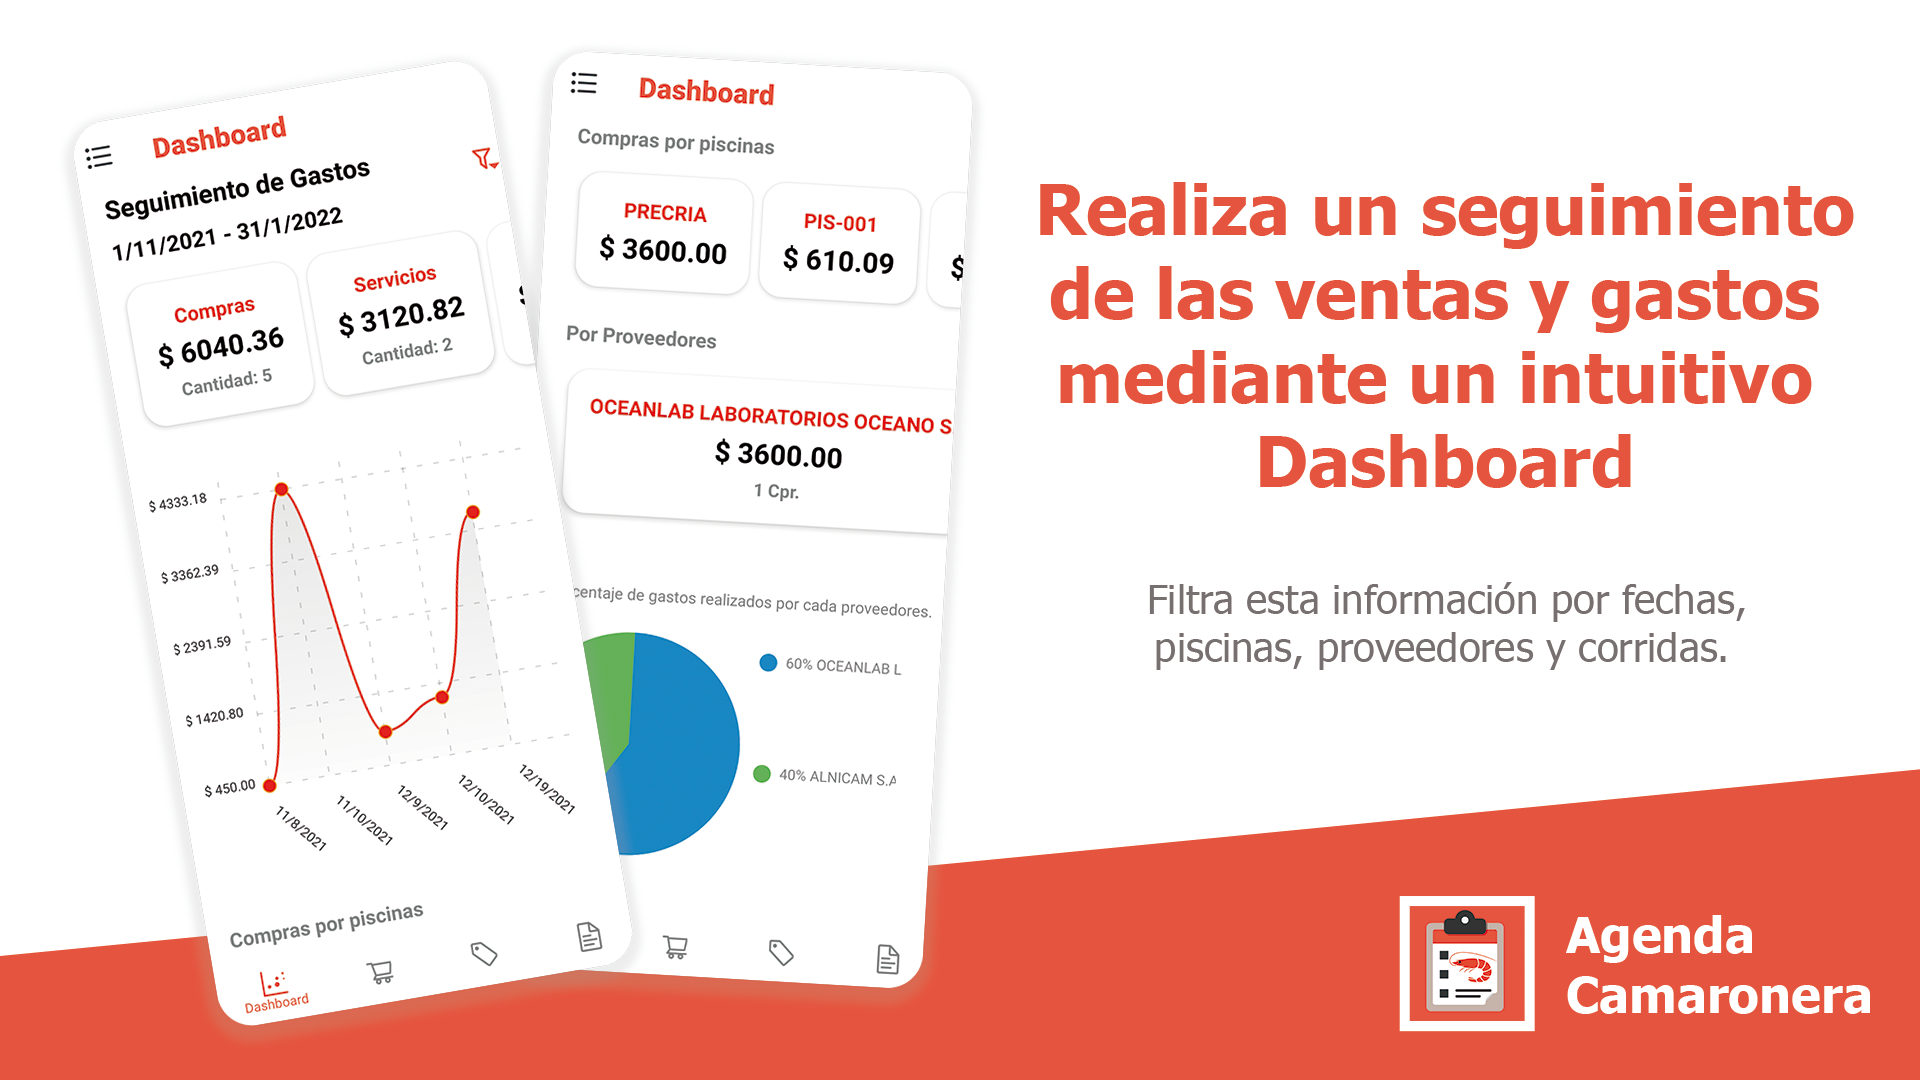 Dashboard
Seguimiento de Gastos
1/11/2021 - 31/1/2022
Compras
$ 6040.36
Cantidad: 5
Servicios
$ 3120.82
Cantidad: 2
$ 4333.18
$ 3362.39
$ 2391.59
$ 1420.80
$ 450.00
11/8/2021
11/10/2021
12/9/2021
12/10/2021
12/19/2021
Compras por piscinas
Dashboard
Dashboard
Compras por piscinas
PRECRIA
$ 3600.00
PIS-001
$ 610.09
$
Por Proveedores
OCEANLAB LABORATORIOS OCEANO S.
$ 3600.00
1 Cpr.
centaje de gastos realizados por cada proveedores.
60% OCEANLAB L
40% ALNICAM S.A
Realiza un seguimiento
de las ventas y gastos
mediante un intuitivo
Dashboard
Filtra esta información por fechas,
piscinas, proveedores y corridas.
Agenda
Camaronera